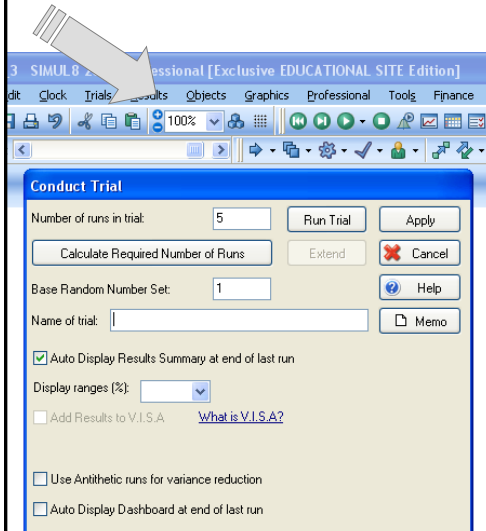 3 SIMUL8 2 essional [Exclusive EDUCATIONAL SITE Edition]
dit Clock Trials Results Objects Graphics Professional Tools Finance
100%
Conduct Trial
Number of runs in trial: 5 Run Trial Apply
Calculate Required Number of Runs Extend Cancel
Base Random Number Set: 1 Help
Name of trial: Memo
Auto Display Results Summary at end of last run
Display ranges (%):
Add Results to V.I.S.A What is V.I.S.A?
Use Antithetic runs for variance reduction
Auto Display Dashboard at end of last run